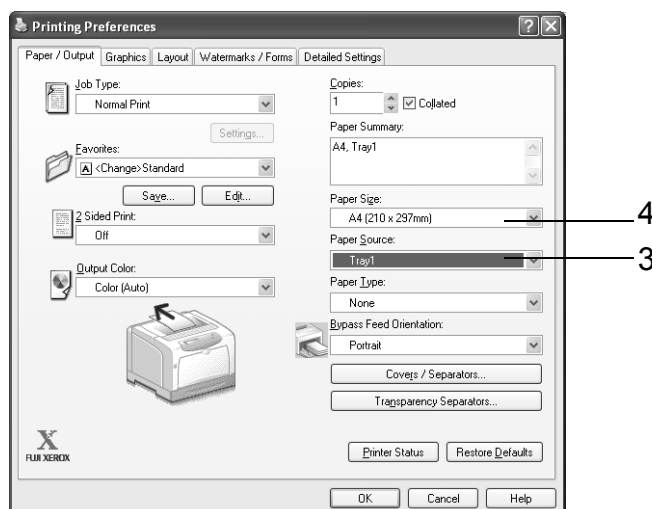 Printing Preferences
Paper / Output Graphics Layout Watermarks / Forms Detailed Settings
Job Type:
Normal Print
Settings...
Favorites:
A <Change>Standard
Save... Edit...
2 Sided Print:
Off
Output Color:
Color (Auto)
FUJI XEROX
Copies:
1 Collated
Paper Summary:
A4, Tray1
Paper Size:
A4 (210 x 297mm)
4
Paper Source:
Tray1
3
Paper Type:
None
Bypass Feed Orientation:
Portrait
Covers / Separators...
Transparency Separators...
Printer Status Restore Defaults
OK Cancel Help